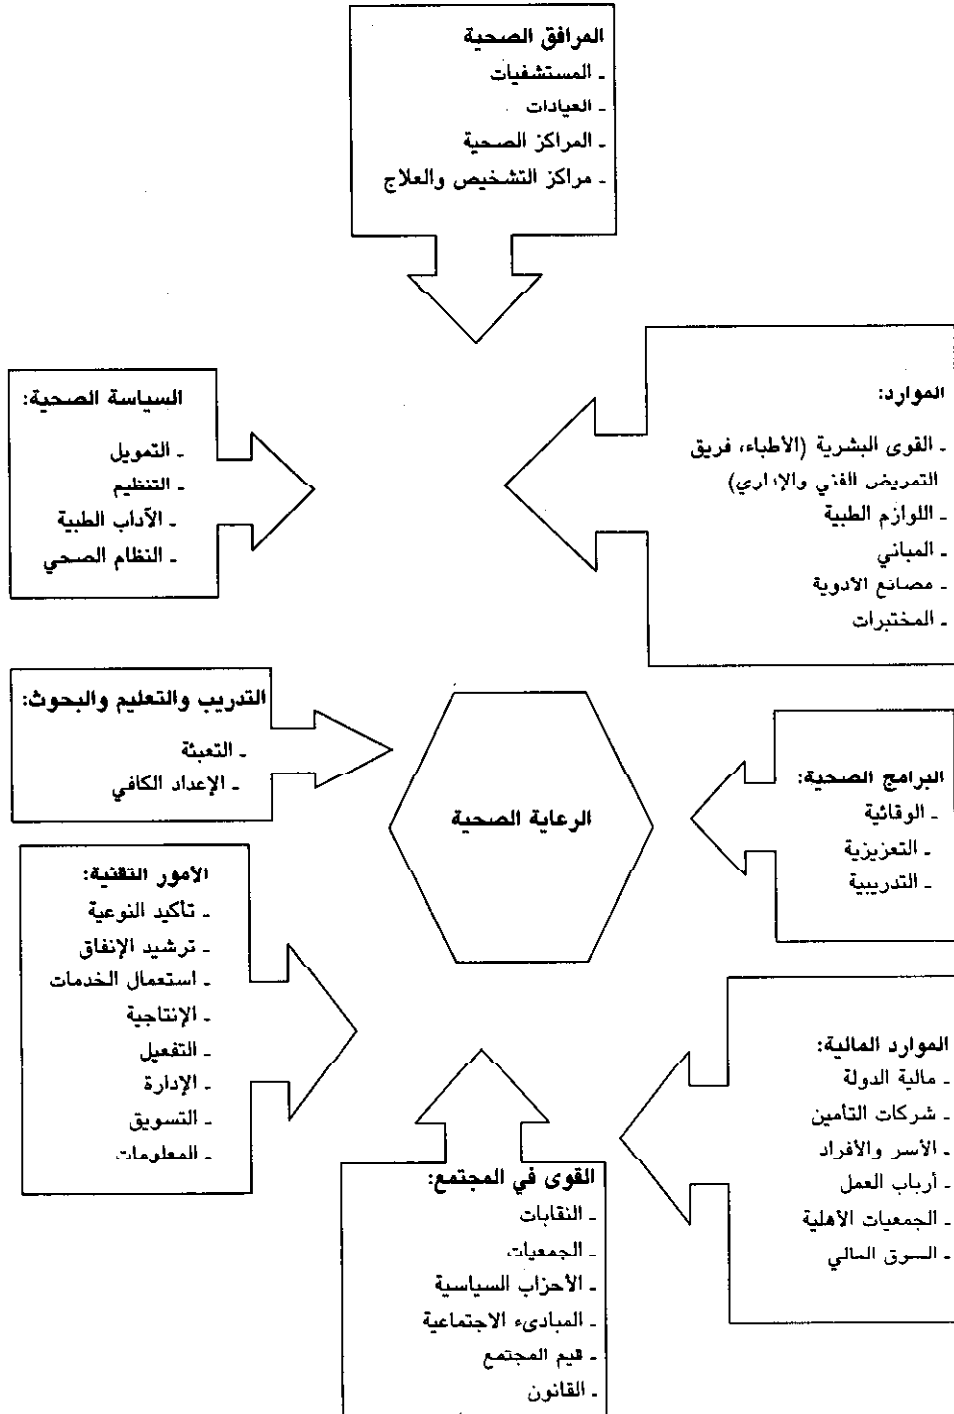 المرافق الصحية
ـ المستشفيات
ـ العيادات
ـ المراكز الصحية
ـ مراكز التشخيص والعلاج
الموارد:
ـ القوى البشرية (الأطباء، فريق
التمريض الفني والإداري)
ـ اللوازم الطبية
ـ المباني
ـ مصانع الأدوية
ـ المختبرات
السياسة الصحية:
ـ التمويل
ـ التنظيم
ـ الآداب الطبية
ـ النظام الصحي
التدريب والتعليم والبحوث:
ـ التعبئة
ـ الإعداد الكافي
الرعاية الصحية
البرامج الصحية:
ـ الوقائية
ـ التعزيزية
ـ التدريبية
الأمور التقنية:
ـ تأكيد النوعية
ـ ترشيد الإنفاق
ـ استعمال الخدمات
ـ الإنتاجية
ـ التفعيل
ـ الإدارة
ـ التسويق
ـ المعلومات
الموارد المالية:
ـ مالية الدولة
ـ شركات التأمين
ـ الأسر والأفراد
ـ أرباب العمل
ـ الجمعيات الأهلية
ـ السوق المالي
القوى في المجتمع:
ـ النقابات
ـ الجمعيات
ـ الأحزاب السياسية
ـ المبادىء الاجتماعية
ـ قيم المجتمع
ـ القانون